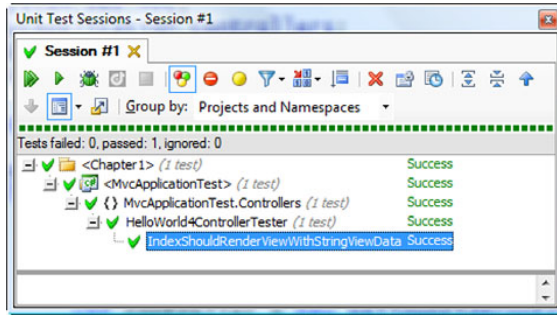 Unit Test Sessions - Session #1
Session #1
Group by: Projects and Namespaces
Tests failed: 0, passed: 1, ignored: 0
<Chapter1> (1 test) Success
<MvcApplicationTest> (1 test) Success
{} MvcApplicationTest.Controllers (1 test) Success
HelloWorld4ControllerTester (1 test) Success
IndexShouldRenderViewWithStringViewData Success